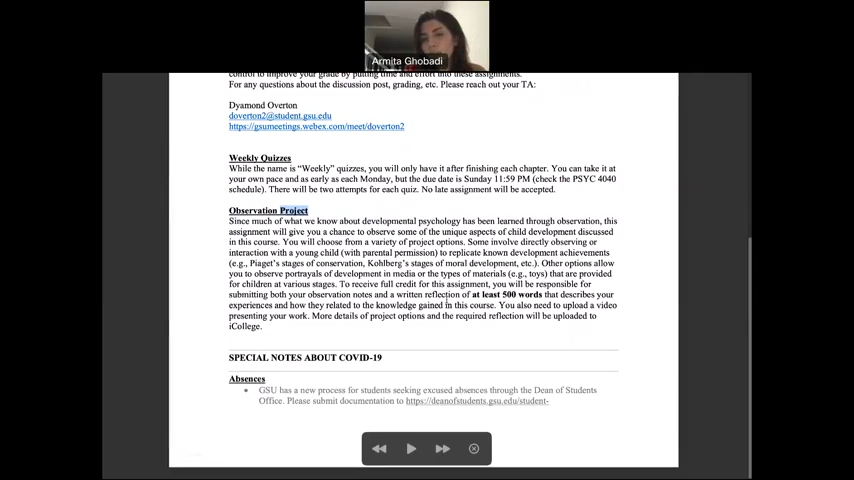 Armita Ghobadi
control to improve your grade by putting time and effort into these assignments.
For any questions about the discussion post, grading, etc. Please reach out your TA:
Dyamond Overton
doverton2@student.gsu.edu
https://gsumeetings.webex.com/meet/doverton2
Weekly Quizzes
While the name is “Weekly” quizzes, you will only have it after finishing each chapter. You can take it at
your own pace and as early as each Monday, but the due date is Sunday 11:59 PM (check the PSYC 4040
schedule). There will be two attempts for each quiz. No late assignment will be accepted.
Observation Project
Since much of what we know about developmental psychology has been learned through observation, this
assignment will give you a chance to observe some of the unique aspects of child development discussed
in this course. You will choose from a variety of project options. Some involve directly observing or
interaction with a young child (with parental permission) to replicate known development achievements
(e.g., Piaget’s stages of conservation, Kohlberg’s stages of moral development, etc.). Other options allow
you to observe portrayals of development in media or the types of materials (e.g., toys) that are provided
for children at various stages. To receive full credit for this assignment, you will be responsible for
submitting both your observation notes and a written reflection of at least 500 words that describes your
experiences and how they related to the knowledge gained in this course. You also need to upload a video
presenting your work. More details of project options and the required reflection will be uploaded to
iCollege.
SPECIAL NOTES ABOUT COVID-19
Absences
• GSU has a new process for students seeking excused absences through the Dean of Students
Office. Please submit documentation to https://deanofstudents.gsu.edu/student-